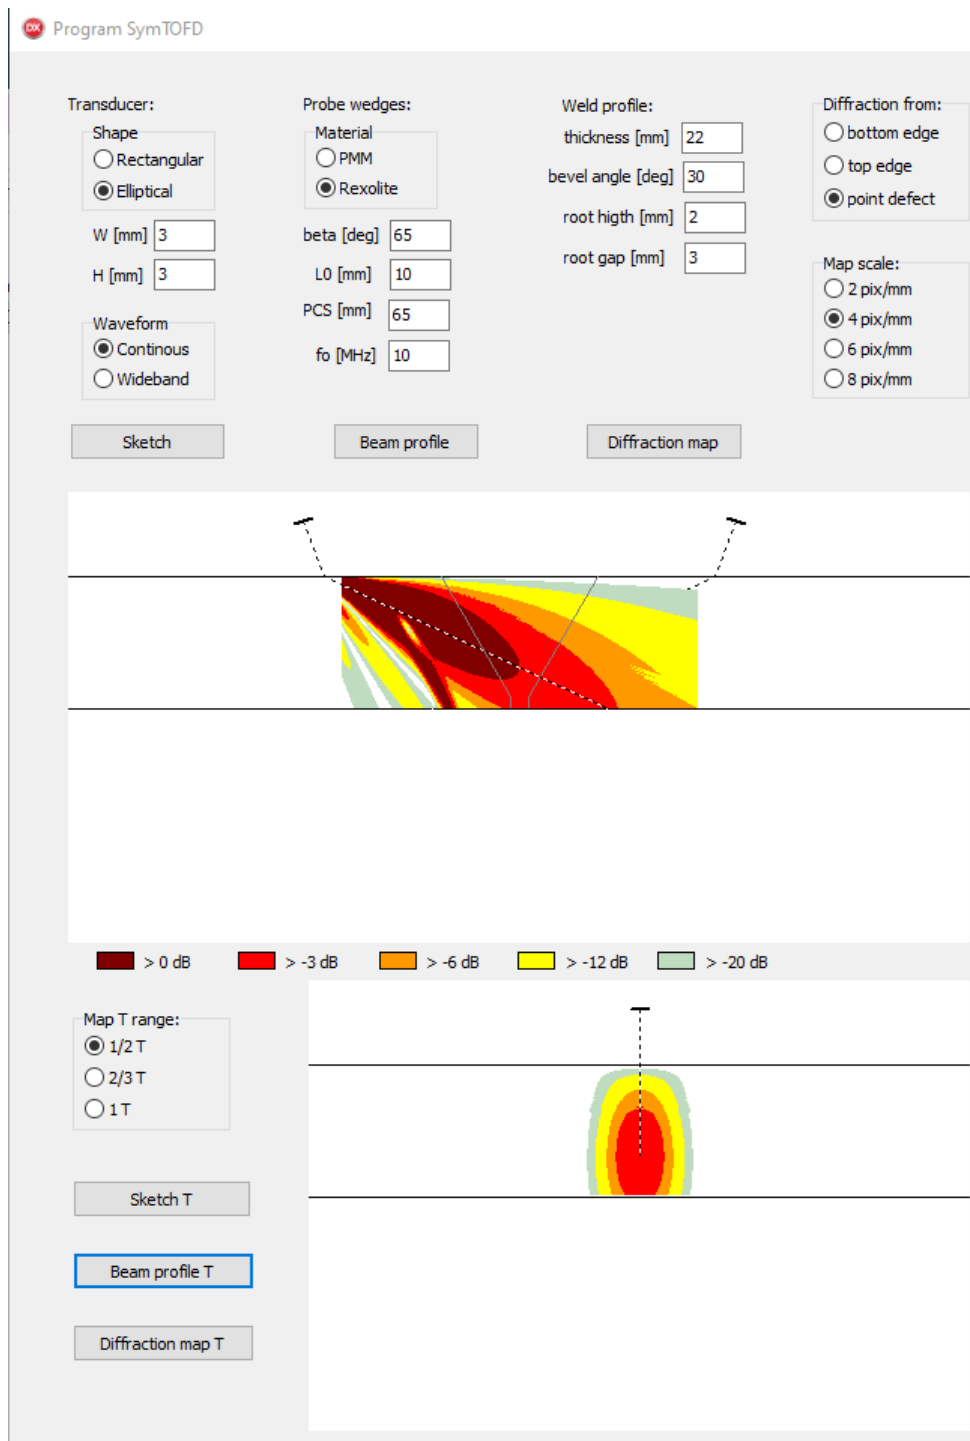 DX Program SymTOFD
Transducer: Probe wedges: Weld profile: Diffraction from:
Shape Material thickness [mm] 22 bottom edge
Rectangular PMM bevel angle [deg] 30 top edge
Elliptical Rexolite root higth [mm] 2 point defect
W [mm] 3 beta [deg] 65 root gap [mm] 3
H [mm] 3 L0 [mm] 10 Map scale:
Waveform PCS [mm] 65 2 pix/mm
Continous fo [MHz] 10 4 pix/mm
Wideband 6 pix/mm
8 pix/mm
Sketch Beam profile Diffraction map
> 0 dB > -3 dB > -6 dB > -12 dB > -20 dB
Map T range:
1/2 T
2/3 T
1 T
Sketch T
Beam profile T
Diffraction map T